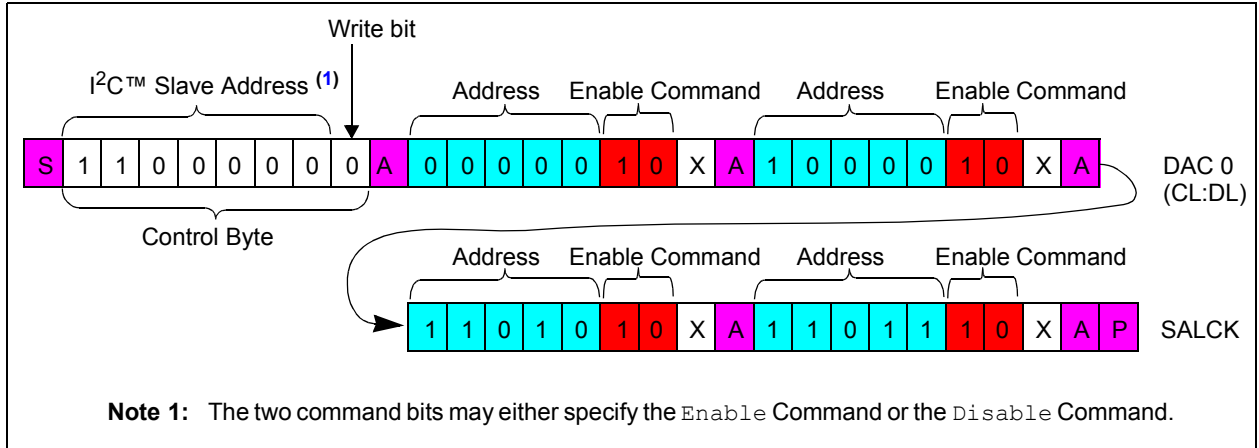 Write bit
I²C™ Slave Address (1)
Address Enable Command Address Enable Command
S 1 1 0 0 0 0 0 0 A 0 0 0 0 0 1 0 X A 1 0 0 0 0 1 0 X A DAC 0
(CL:DL)
Control Byte
Address Enable Command Address Enable Command
1 1 0 1 0 1 0 X A 1 1 0 1 1 1 0 X A P SALCK
Note 1: The two command bits may either specify the Enable Command or the Disable Command.